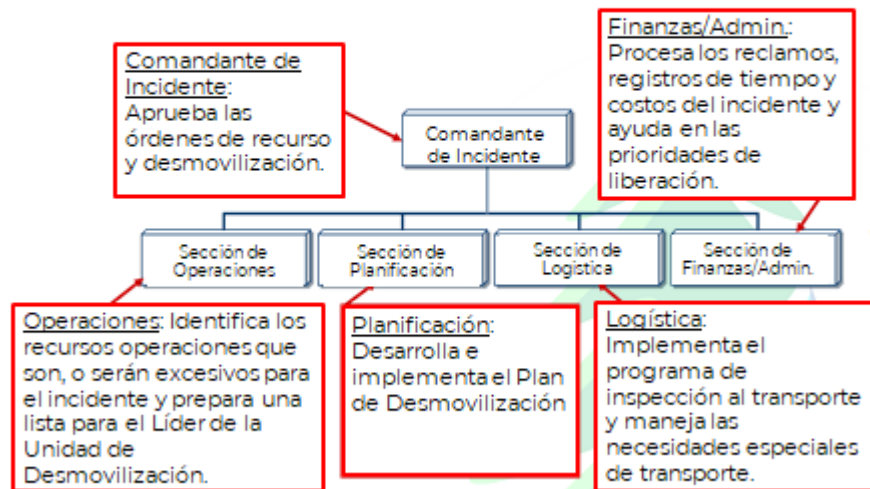 Comandante de
Incidente:
Aprueba las
órdenes de recurso
y desmovilización.
Finanzas/Admin.:
Procesa los reclamos,
registros de tiempo y
costos del incidente y
ayuda en las
prioridades de
liberación.
Comandante
de Incidente
Sección de
Operaciones
Sección de
Planificación
Sección de
Logística
Sección de
Finanzas/Admin.
Operaciones: Identifica los
recursos operaciones que
son, o serán excesivos para
el incidente y prepara una
lista para el Líder de la
Unidad de
Desmovilización.
Planificación:
Desarrolla e
implementa el Plan
de Desmovilización
Logística:
Implementa el
programa de
inspección al transporte
y maneja las
necesidades especiales
de transporte.